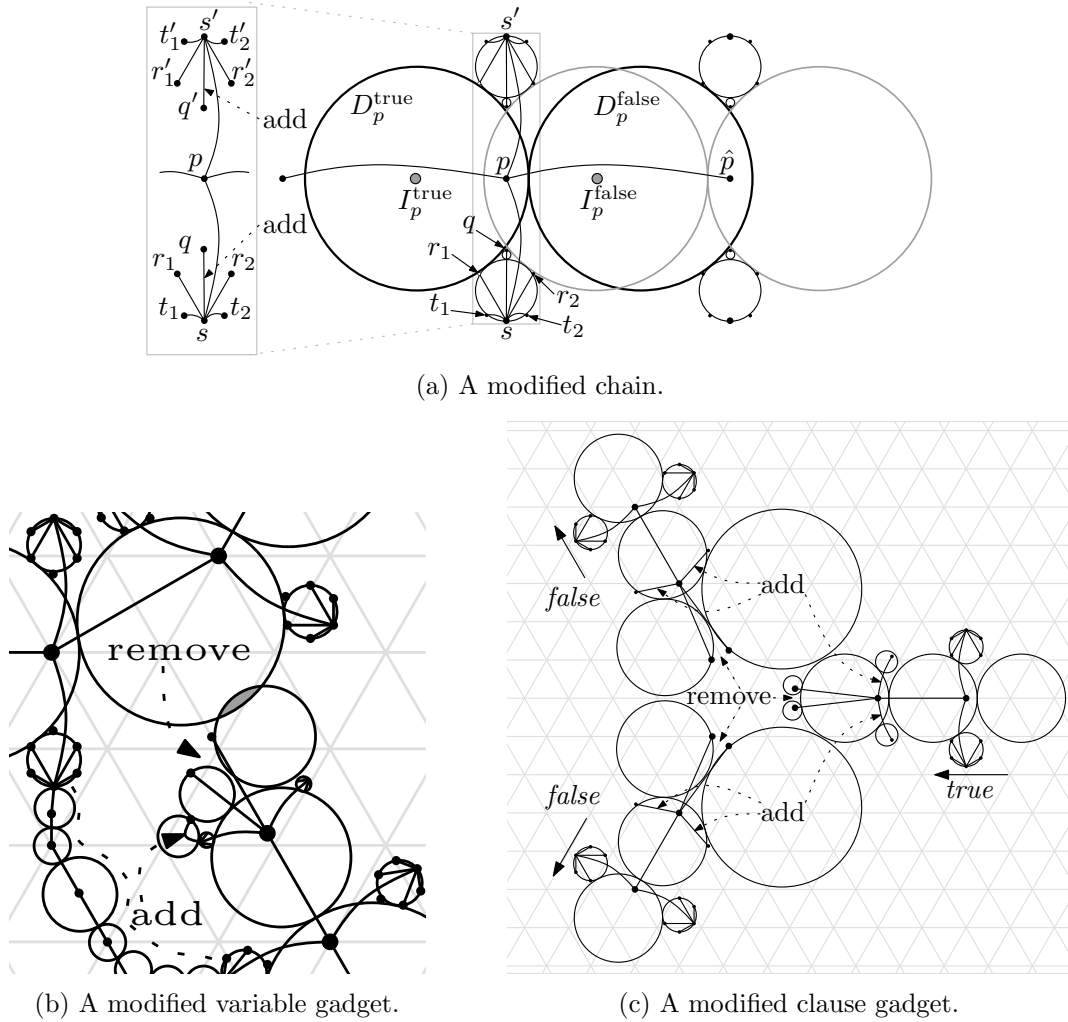 s′ s′
t′₁ t′₂
r′₁ r′₂ D_p^true D_p^false
q′
add
p p p̂
I_p^true I_p^false
add
q q
r₁ r₂ r₁
r₂
t₁ t₂ t₁
t₂
s s
(a) A modified chain.
remove
add
(b) A modified variable gadget.
add
false
remove
false
true
add
(c) A modified clause gadget.